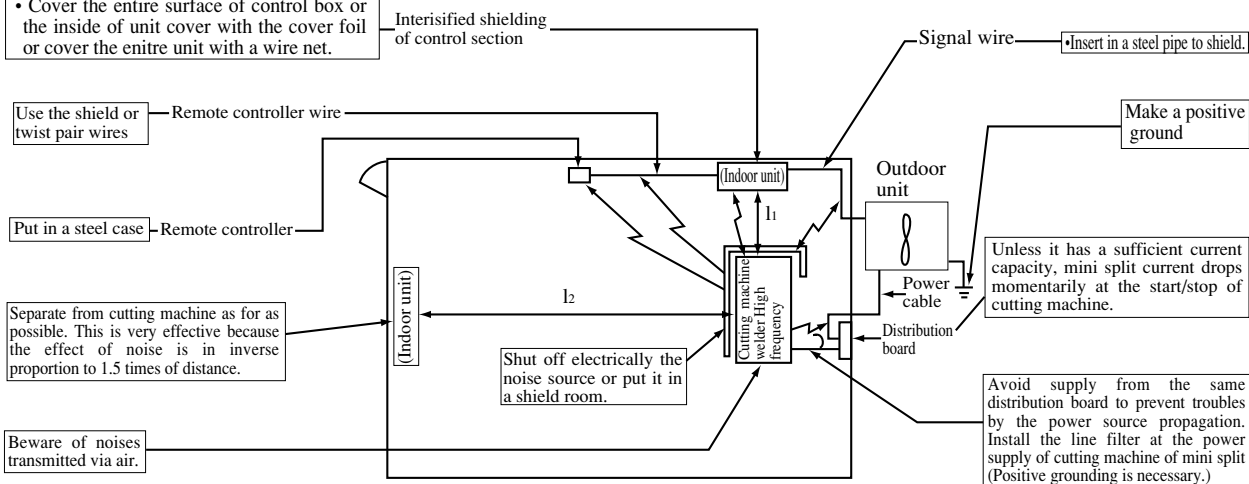 • Cover the entire surface of control box or
the inside of unit cover with the cover foil
or cover the enitre unit with a wire net.
Interisified shielding
of control section
Signal wire
•Insert in a steel pipe to shield.
Use the shield or
twist pair wires
Remote controller wire
Make a positive
ground
(Indoor unit)
Outdoor
unit
l1
Put in a steel case
Remote controller
Unless it has a sufficient current
capacity, mini split current drops
momentarily at the start/stop of
cutting machine.
Power
cable
(Indoor unit)
l2
Cutting machine
welder High
frequency
Separate from cutting machine as for as
possible. This is very effective because
the effect of noise is in inverse
proportion to 1.5 times of distance.
Distribution
board
Shut off electrically the
noise source or put it in
a shield room.
Avoid supply from the same
distribution board to prevent troubles
by the power source propagation.
Install the line filter at the power
supply of cutting machine of mini split
(Positive grounding is necessary.)
Beware of noises
transmitted via air.